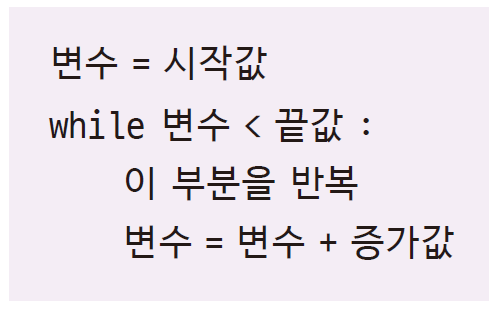 변수 = 시작값
while 변수 < 끝값 :
이 부분을 반복
변수 = 변수 + 증가값